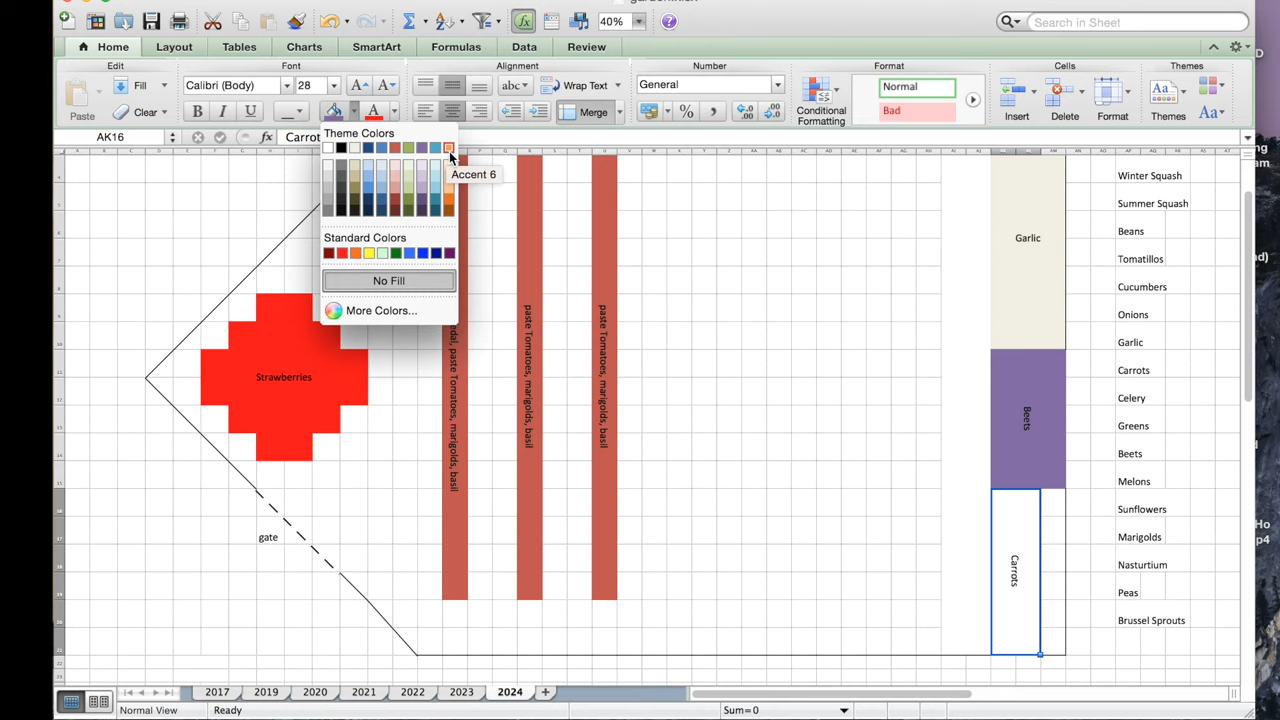 40%
Search in Sheet
Home Layout Tables Charts SmartArt Formulas Data Review
Edit Font Alignment Number Format Cells Themes
Paste Fill Clear
Calibri (Body) 28
B I U A
abc Wrap Text Merge
General
%
Conditional Formatting
Normal
Bad
Insert Delete Format Themes Aa
AK16 fx Carrot
Theme Colors
Accent 6
Standard Colors
No Fill
More Colors...
Strawberries
gate
paste Tomatoes, marigolds, basil
paste Tomatoes, marigolds, basil
paste Tomatoes, marigolds, basil
Garlic
Beets
Carrots
Winter Squash
Summer Squash
Beans
Tomatillos
Cucumbers
Onions
Garlic
Carrots
Celery
Greens
Beets
Melons
Sunflowers
Marigolds
Nasturtium
Peas
Brussel Sprouts
2017 2019 2020 2021 2022 2023 2024
Normal View Ready Sum=0